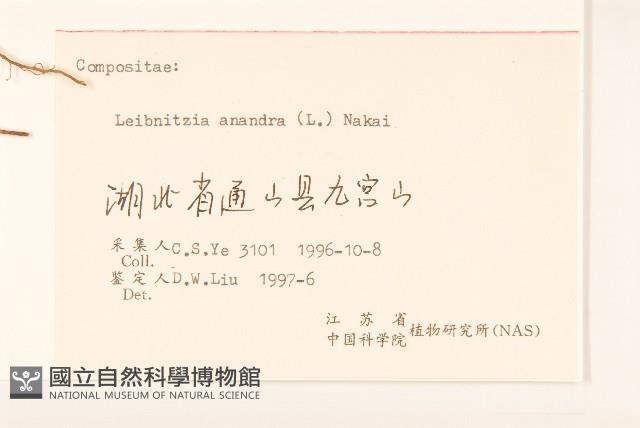 Compositae:
Leibnitzia anandra (L.) Nakai
湖北省通山县九宫山
采集人 C.S.Ye 3101 1996-10-8
Coll.
鉴定人 D.W.Liu 1997-6
Det.
江苏省
中国科学院 植物研究所(NAS)
國立自然科學博物館
NATIONAL MUSEUM OF NATURAL SCIENCE